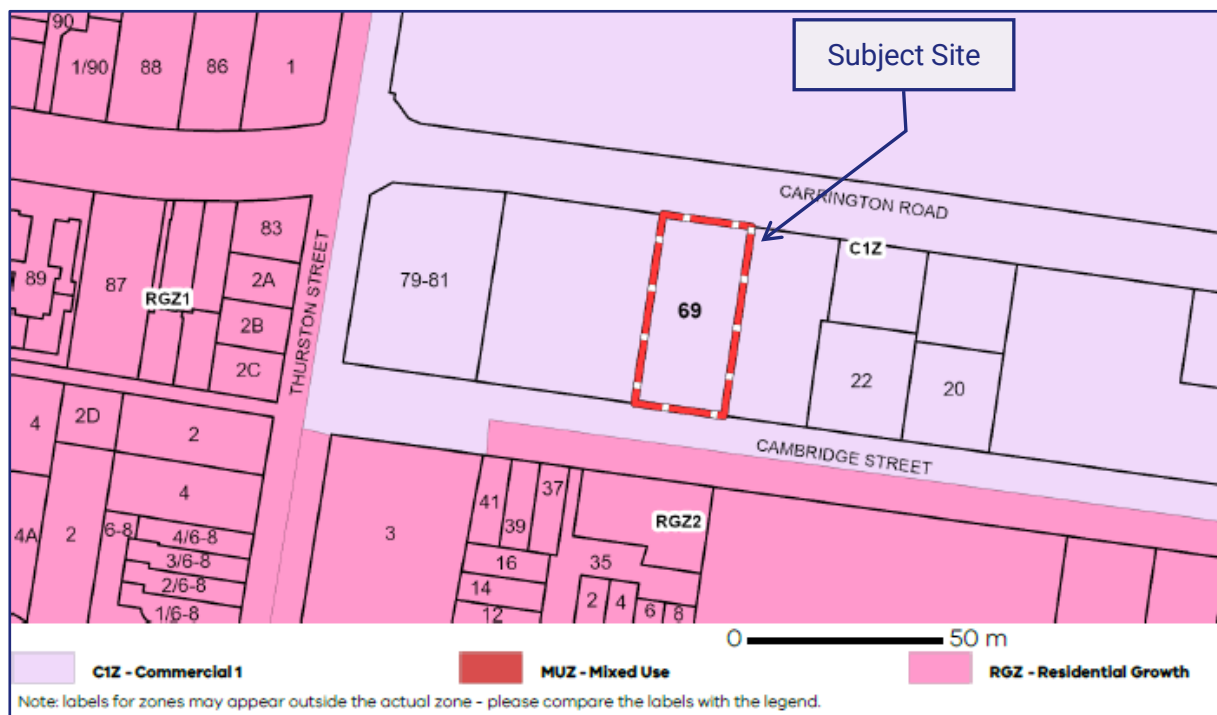 90
1/90
88
86
1
Subject Site
CARRINGTON ROAD
C1Z
83
2A
2B
2C
89
87
RGZ1
THURSTON STREET
79-81
69
22
20
CAMBRIDGE STREET
4
2D
2
4
4A
2
6-8
4/6-8
3/6-8
2/6-8
1/6-8
3
41
39
37
16
14
12
35
RGZ2
2
4
6
8
0 50 m
C1Z - Commercial 1
MUZ - Mixed Use
RGZ - Residential Growth
Note: labels for zones may appear outside the actual zone - please compare the labels with the legend.